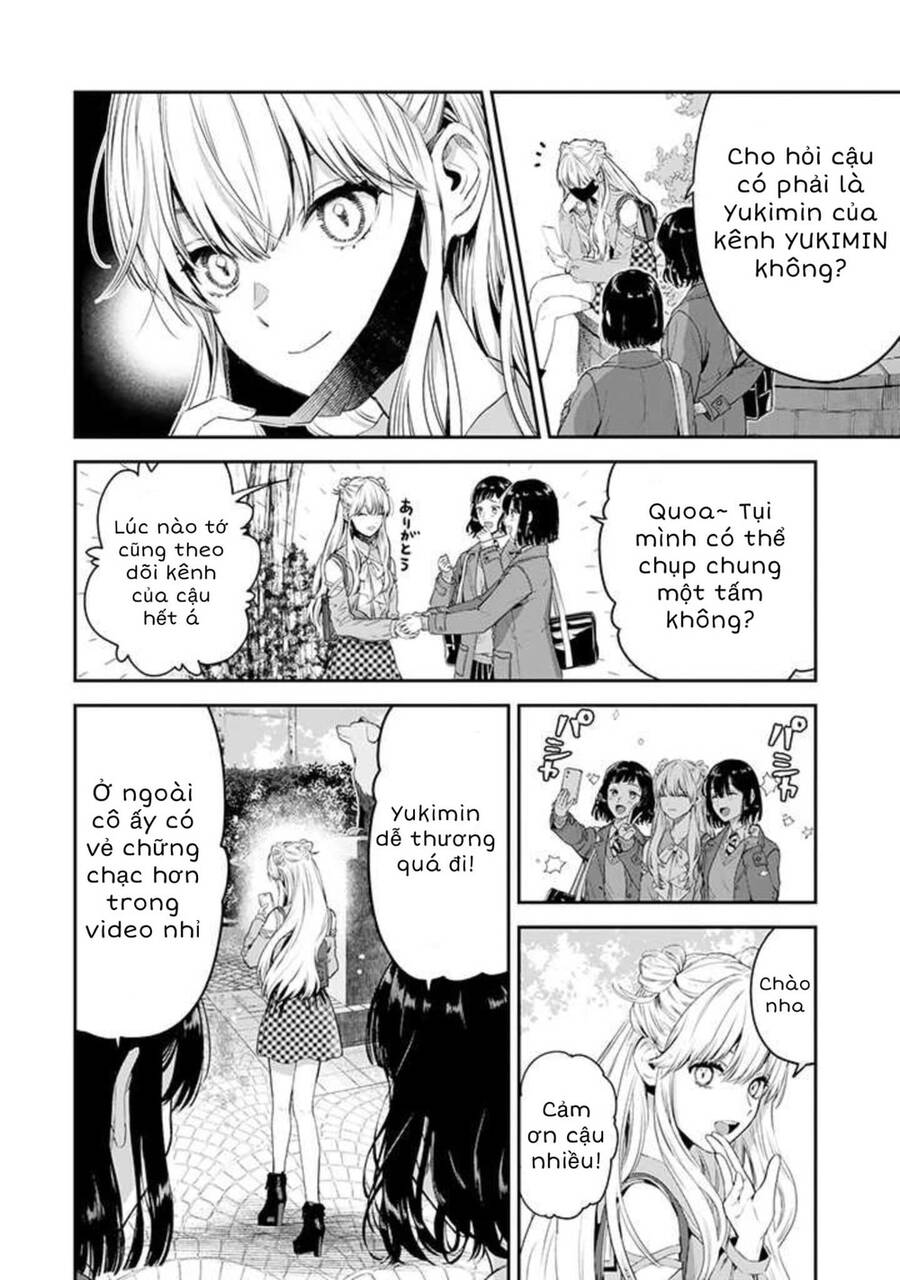 Cho hỏi cậu
có phải là
Yukimin của
kênh YUKIMIN
không?
Quoa~ Tụi
mình có thể
chụp chung
một tấm
không?
ありがとう
Lúc nào tớ
cũng theo
dõi kênh
của cậu
hết á
パシャ
パシャ
Chào
nha
Cảm
ơn cậu
nhiều!
Yukimin
dễ thương
quá đi!
Ở ngoài
cô ấy có
vẻ chững
chạc hơn
trong
video nhỉ